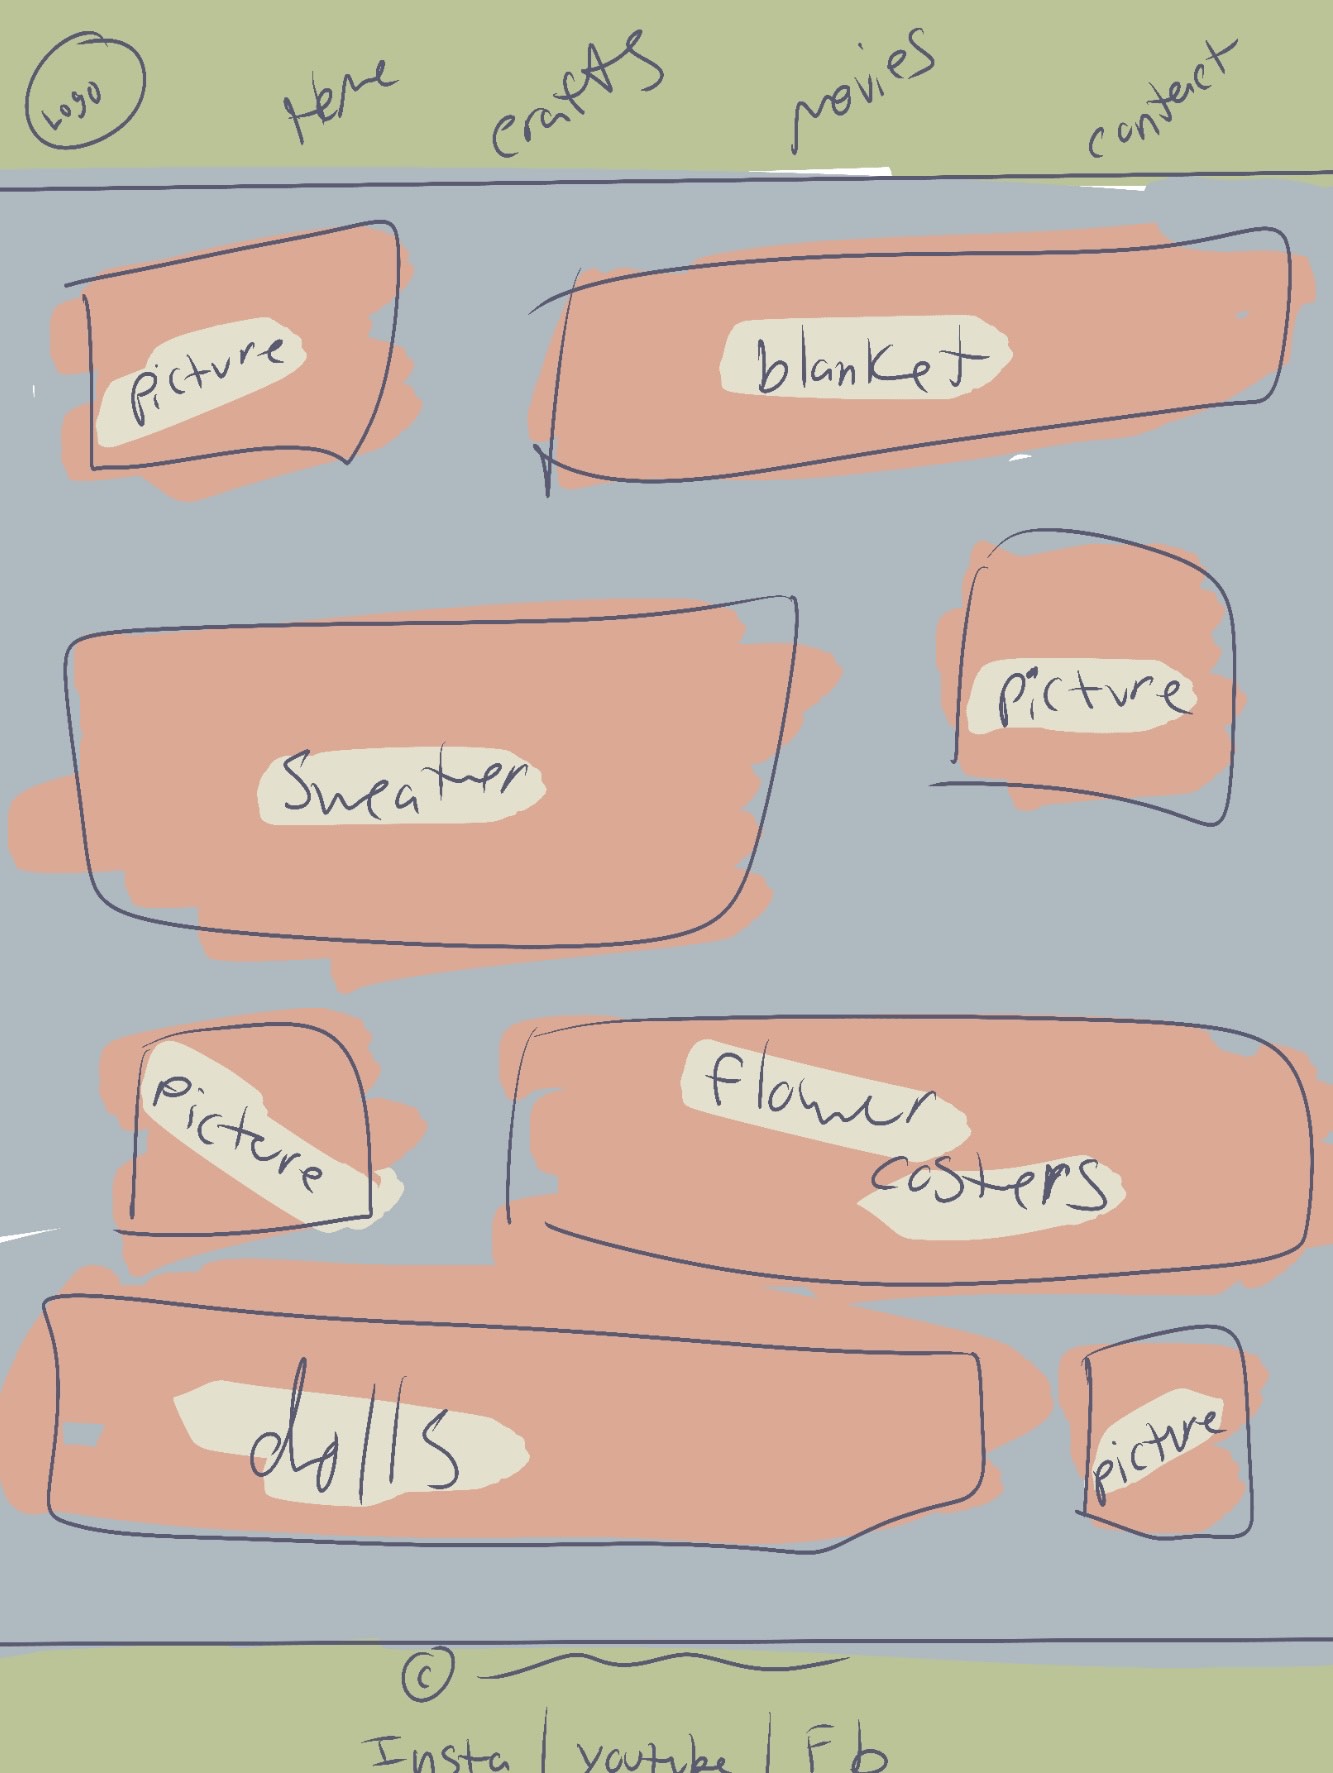 Logo Home crafts movies contact
picture blanket
Sweater picture
picture flower
costers
dolls picture
©
Insta | youtube | Fb